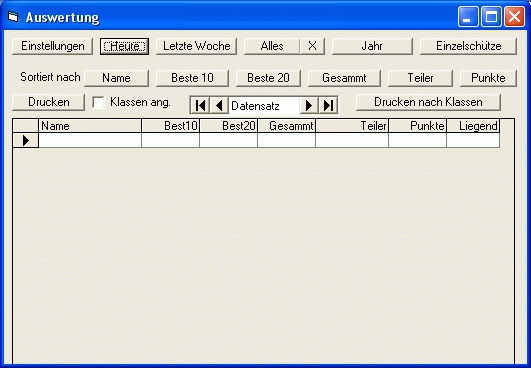 Auswertung
Einstellungen Heute Letzte Woche Alles X Jahr Einzelschütze
Sortiert nach Name Beste 10 Beste 20 Gesammt Teiler Punkte
Drucken Klassen ang. Datensatz Drucken nach Klassen
Name Best10 Best20 Gesammt Teiler Punkte Liegend